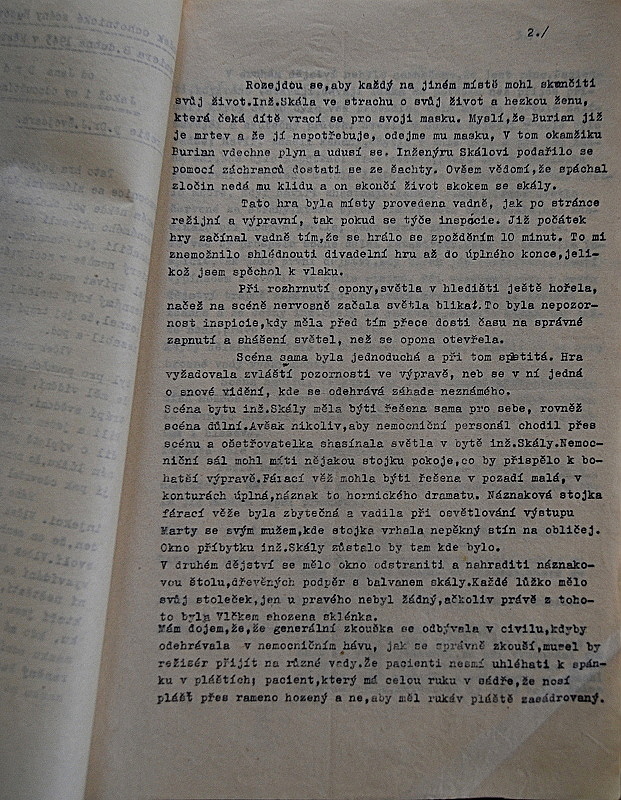 2./
Rozejdou se,aby každý na jiném místě mohl skončiti
svůj život.Inž.Skála ve strachu o svůj život a hezkou ženu,
která čeká dítě vrací se pro svoji masku. Myslí,že Burian již
je mrtev a že jí nepotřebuje, odejme mu masku, V tom okamžiku
Burian vdechne plyn a udusí se. Inženýru Skálovi podařilo se
pomocí záchranců dostati se ze šachty. Ovšem vědomí,že spáchal
zločin nedá mu klidu a on skončí život skokem se skály.
Tato hra byla místy provedena vadně, jak po stránce
režijní a výpravní, tak pokud se týče inspécie. Již počátek
hry začínal vadně tím,že se hrálo se zpožděním 10 minut. To mi
znemožnilo shlédnouti divadelní hru až do úplného konce,jeli-
kož jsem spěchol k vlaku.
Při rozhrnutí opony,světla v hledišti ještě hořela,
načež na scéně nervosně začala světla blikat.To byla nepozor-
nost inspicie,kdy měla před tím přece dosti času na správné
zapnutí a shášení světel, než se opona otevřela.
Scéna sama byla jednoduchá a při tom spětitá. Hra
vyžadovala zvláští pozornosti ve výpravě, neb se v ní jedná
o snové vidění, kde se odehrává záhada neznámého.
Scéna bytu inž.Skály měla býti řešena sama pro sebe, rovněž
scéna důlní.Avšak nikoliv,aby nemocniční personál chodil přes
scénu a ošetřovatelka shasínala světla v bytě inž.Skály.Nemoc-
niční sál mohl míti nějakou stojku pokoje,co by přispělo k bo-
hatší výpravě.Fárací věž mohla býti řešena v pozadí malá, v
konturách úplná,náznak to hornického dramatu. Náznaková stojka
fárací věže byla zbytečná a vadila při osvětlování výstupu
Marty se svým mužem,kde stojka vrhala nepěkný stín na obličej.
Okno příbytku inž.Skály zůstalo by tam kde bylo.
V druhém dějství se mělo okno odstraniti a nahraditi náznako-
vou štolu,dřevěných podpěr s balvanem skály.Každé lůžko mělo
svůj stoleček,jen u pravého nebyl žádný,ačkoliv právě z toho-
to byla Vlčkem shozena sklénka.
Mám dojem,že,že generální zkouška se odbývala v civilu,kdyby
odehrávala v nemocničním hávu, jak se správně zkouší,musel by
režisér přijít na různé vady.Že pacienti nesmí uhléhati k spán-
ku v pláštích; pacient,který má celou ruku v sádře,že nosí
plášť přes rameno hozený a ne,aby měl rukáv pláště zasádrovaný.